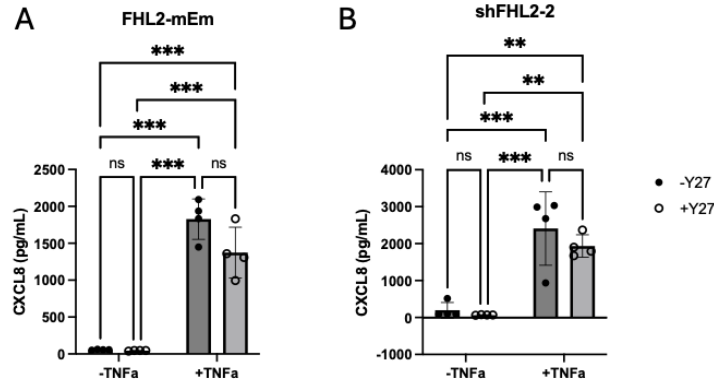 A
FHL2-mEm
***
***
***
ns
***
ns
2500
2000
1500
1000
500
0
CXCL8 (pg/mL)
-TNFa
+TNFa
B
shFHL2-2
**
**
***
ns
***
ns
4000
3000
2000
1000
0
-1000
CXCL8 (pg/mL)
-TNFa
+TNFa
-Y27
+Y27